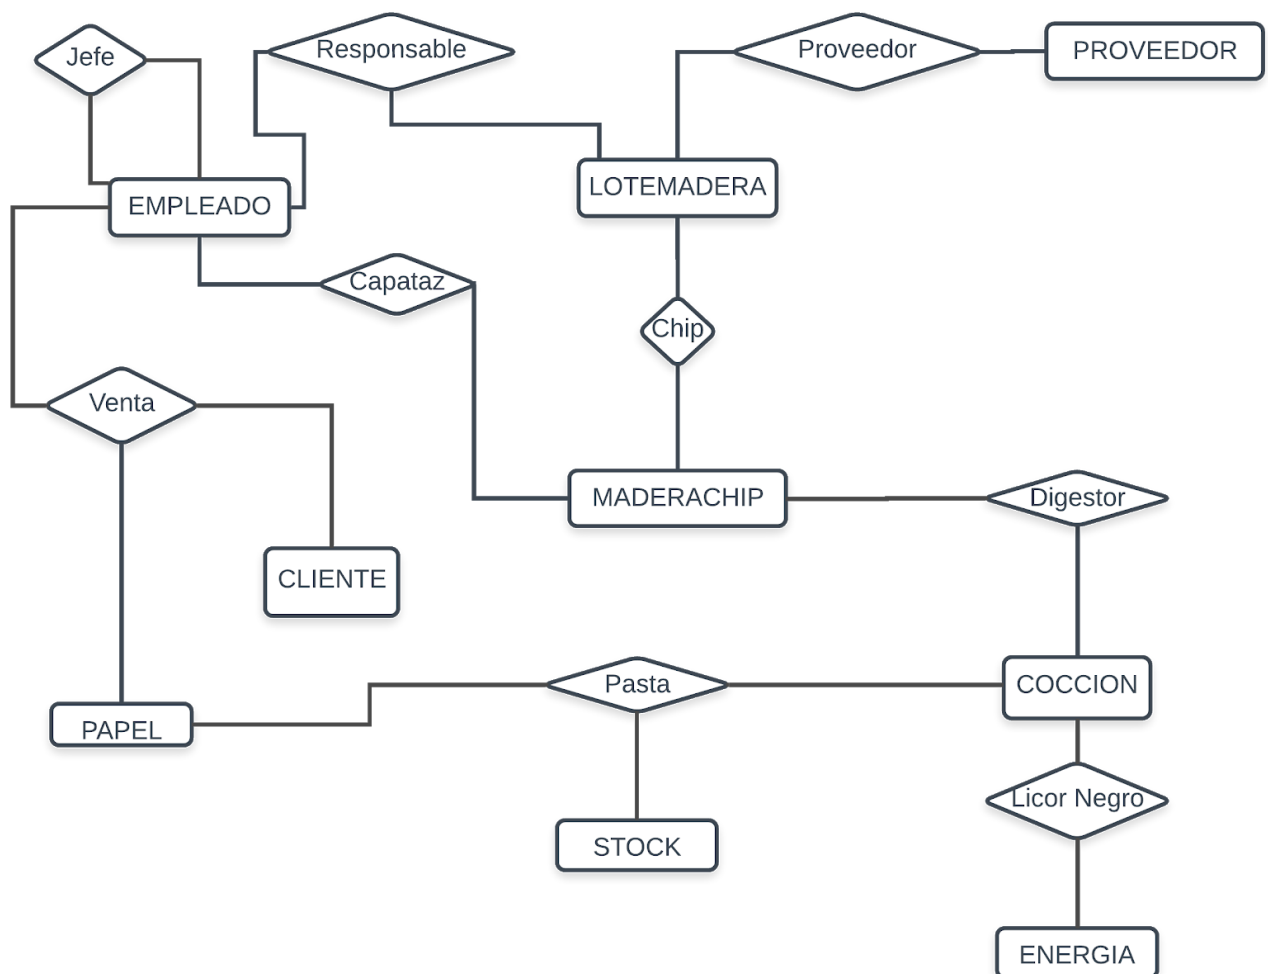 Jefe
Responsable
Proveedor
PROVEEDOR
LOTEMADERA
EMPLEADO
Capataz
Chip
Venta
MADERACHIP
Digestor
CLIENTE
Pasta
COCCION
PAPEL
Licor Negro
STOCK
ENERGIA